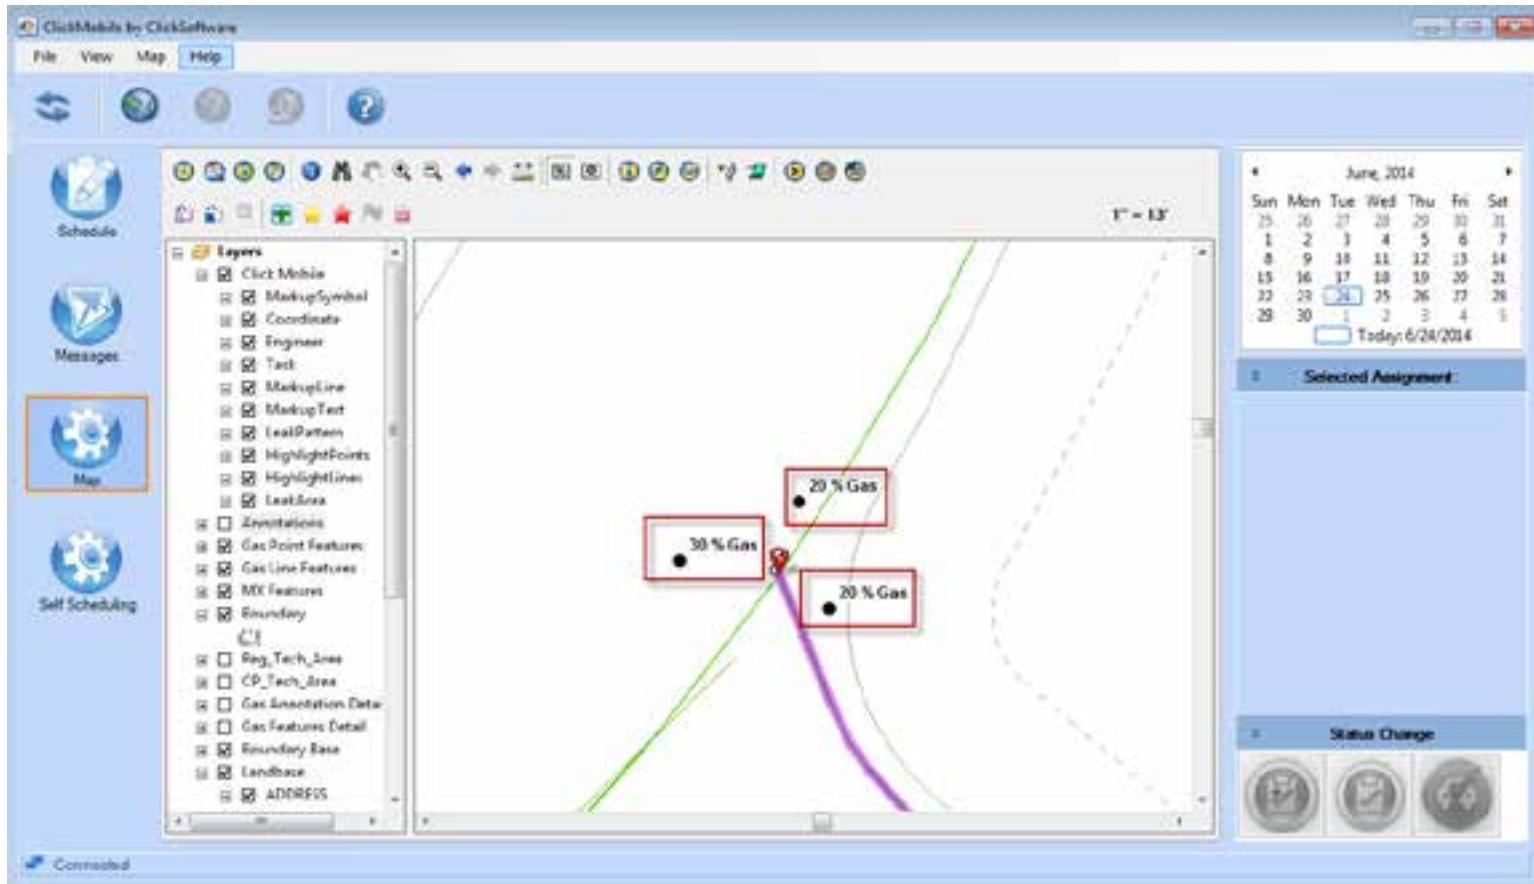 ClickMobile by ClickSoftware
File View Map Help
1" = 13'
Schedule
Messages
Map
Self Scheduling
Layers
Click Mobile
MarkupSymbol
Coordinate
Engineer
Task
MarkupLine
MarkupText
LeakPattern
HighlightPoints
HighlightLines
LeakArea
Annotations
Gas Point Features
Gas Line Features
MX Features
Boundary
Reg_Tech_Area
CP_Tech_Area
Gas Annotation Detai
Gas Features Detail
Boundary Base
Landbase
ADDRESS
20 % Gas
30 % Gas
20 % Gas
June, 2014
Sun Mon Tue Wed Thu Fri Sat
25 26 27 28 29 30 31
1 2 3 4 5 6 7
8 9 10 11 12 13 14
15 16 17 18 19 20 21
22 23 24 25 26 27 28
29 30 1 2 3 4 5
Today: 6/24/2014
Selected Assignment:
Status Change
Connected